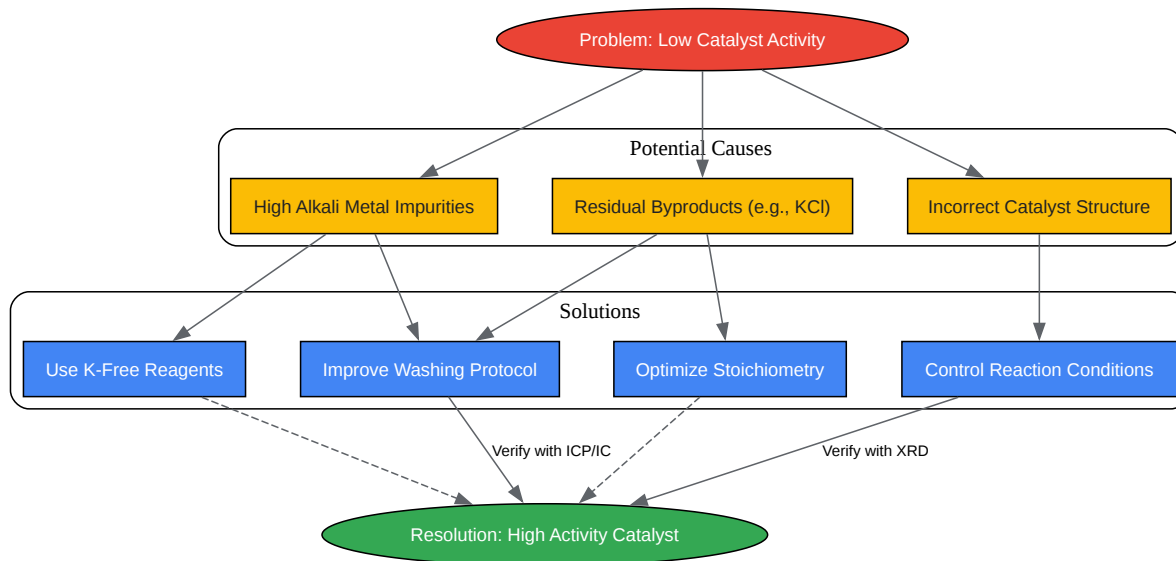 Problem: Low Catalyst Activity
Potential Causes
High Alkali Metal Impurities
Residual Byproducts (e.g., KCl)
Incorrect Catalyst Structure
Solutions
Use K-Free Reagents
Improve Washing Protocol
Optimize Stoichiometry
Control Reaction Conditions
Verify with ICP/IC
Verify with XRD
Resolution: High Activity Catalyst